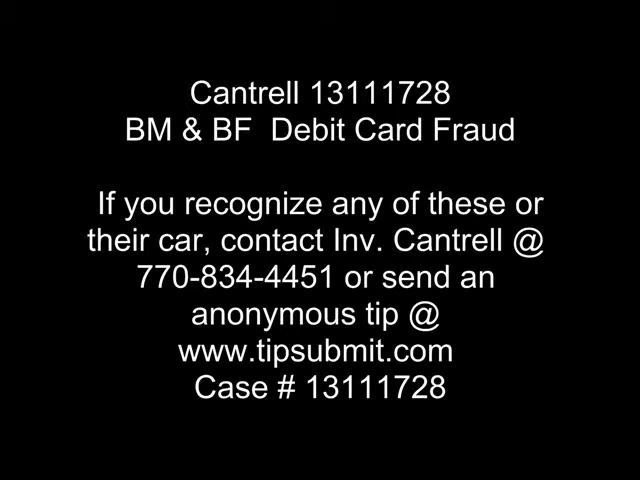 Cantrell 13111728
BM & BF  Debit Card Fraud
If you recognize any of these or
their car, contact Inv. Cantrell @
770-834-4451 or send an
anonymous tip @
www.tipsubmit.com
Case # 13111728